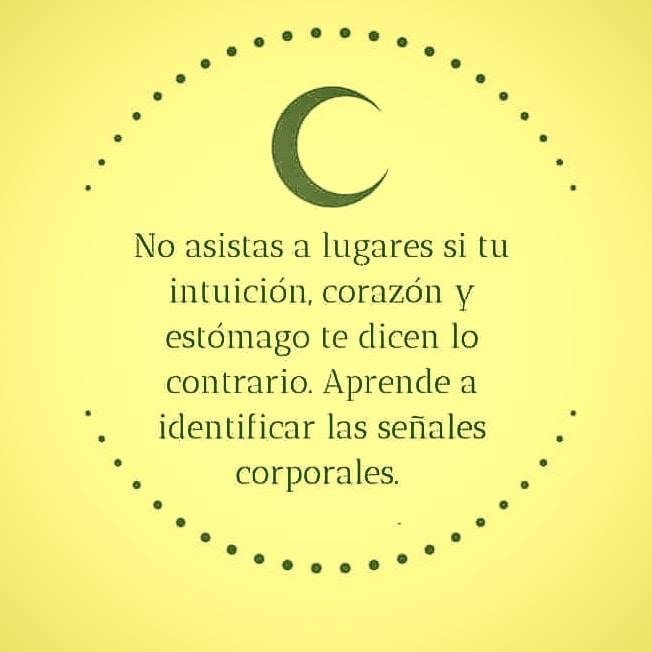 No asistas a lugares si tu
intuición, corazón y
estómago te dicen lo
contrario. Aprende a
identificar las señales
corporales.